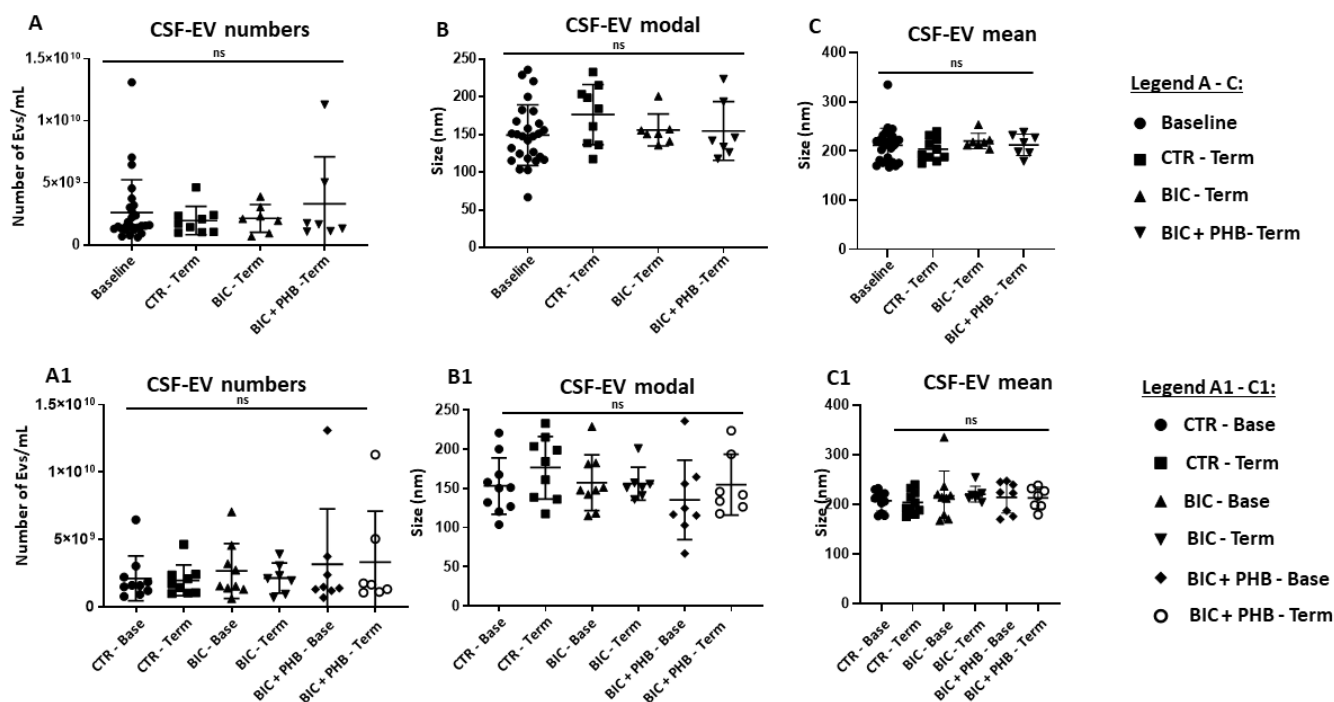 A
CSF-EV numbers
ns
Number of Evs/mL
1.5×10¹⁰
1×10¹⁰
5×10⁹
0
Baseline
CTR - Term
BIC - Term
BIC + PHB - Term
B
CSF-EV modal
ns
Size (nm)
250
200
150
100
50
0
Baseline
CTR - Term
BIC - Term
BIC + PHB - Term
C
CSF-EV mean
ns
Size (nm)
400
300
200
100
0
Baseline
CTR - Term
BIC - Term
BIC + PHB - Term
Legend A - C:
Baseline
CTR - Term
BIC - Term
BIC + PHB- Term
A1
CSF-EV numbers
ns
Number of Evs/mL
1.5×10¹⁰
1×10¹⁰
5×10⁹
0
CTR - Base
CTR - Term
BIC - Base
BIC - Term
BIC + PHB - Base
BIC + PHB - Term
B1
CSF-EV modal
ns
Size (nm)
250
200
150
100
50
0
CTR - Base
CTR - Term
BIC - Base
BIC - Term
BIC + PHB - Base
BIC + PHB - Term
C1
CSF-EV mean
ns
Size (nm)
400
300
200
100
0
CTR - Base
CTR - Term
BIC - Base
BIC - Term
BIC + PHB - Base
BIC + PHB - Term
Legend A1 - C1:
CTR - Base
CTR - Term
BIC - Base
BIC - Term
BIC + PHB - Base
BIC + PHB - Term